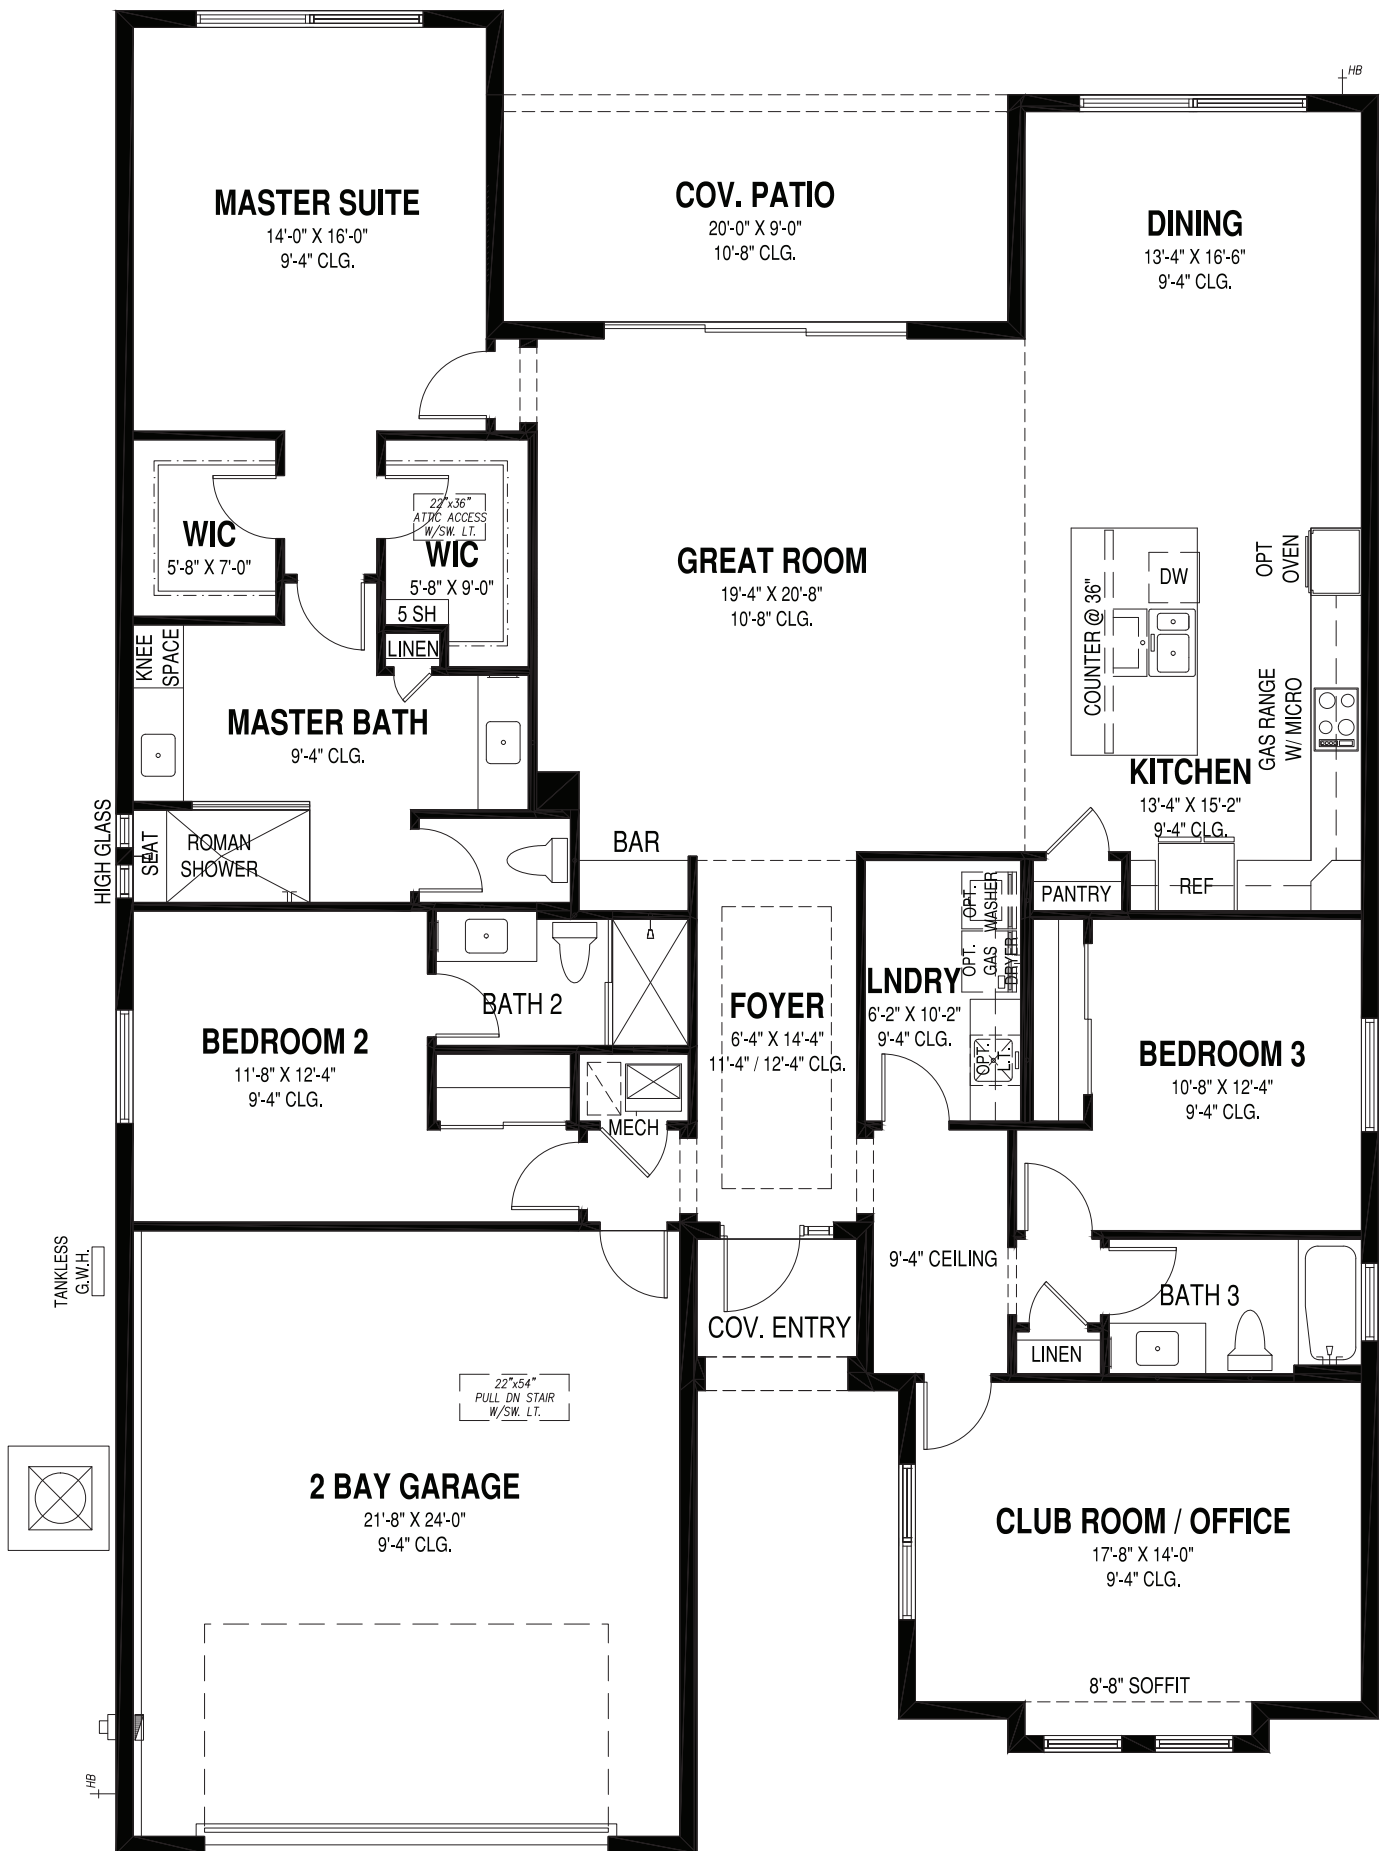 HB
MASTER SUITE
14'-0" X 16'-0"
9'-4" CLG.
COV. PATIO
20'-0" X 9'-0"
10'-8" CLG.
DINING
13'-4" X 16'-6"
9'-4" CLG.
WIC
5'-8" X 7'-0"
22"x36"
ATTIC ACCESS
W/SW. LT.
WIC
5'-8" X 9'-0"
5 SH
LINEN
GREAT ROOM
19'-4" X 20'-8"
10'-8" CLG.
COUNTER @ 36"
DW
OPT
OVEN
GAS RANGE
W/ MICRO
KITCHEN
13'-4" X 15'-2"
9'-4" CLG.
KNEE
SPACE
MASTER BATH
9'-4" CLG.
HIGH GLASS
SEAT
ROMAN
SHOWER
BAR
PANTRY
REF
OPT.
WASHER
OPT.
GAS
DRYER
LNDRY
6'-2" X 10'-2"
9'-4" CLG.
OPT.
L.T.
BATH 2
FOYER
6'-4" X 14'-4"
11'-4" / 12'-4" CLG.
BEDROOM 2
11'-8" X 12'-4"
9'-4" CLG.
BEDROOM 3
10'-8" X 12'-4"
9'-4" CLG.
MECH
TANKLESS
G.W.H.
9'-4" CEILING
BATH 3
LINEN
COV. ENTRY
22"x54"
PULL DN STAIR
W/SW. LT.
2 BAY GARAGE
21'-8" X 24'-0"
9'-4" CLG.
CLUB ROOM / OFFICE
17'-8" X 14'-0"
9'-4" CLG.
8'-8" SOFFIT
HB